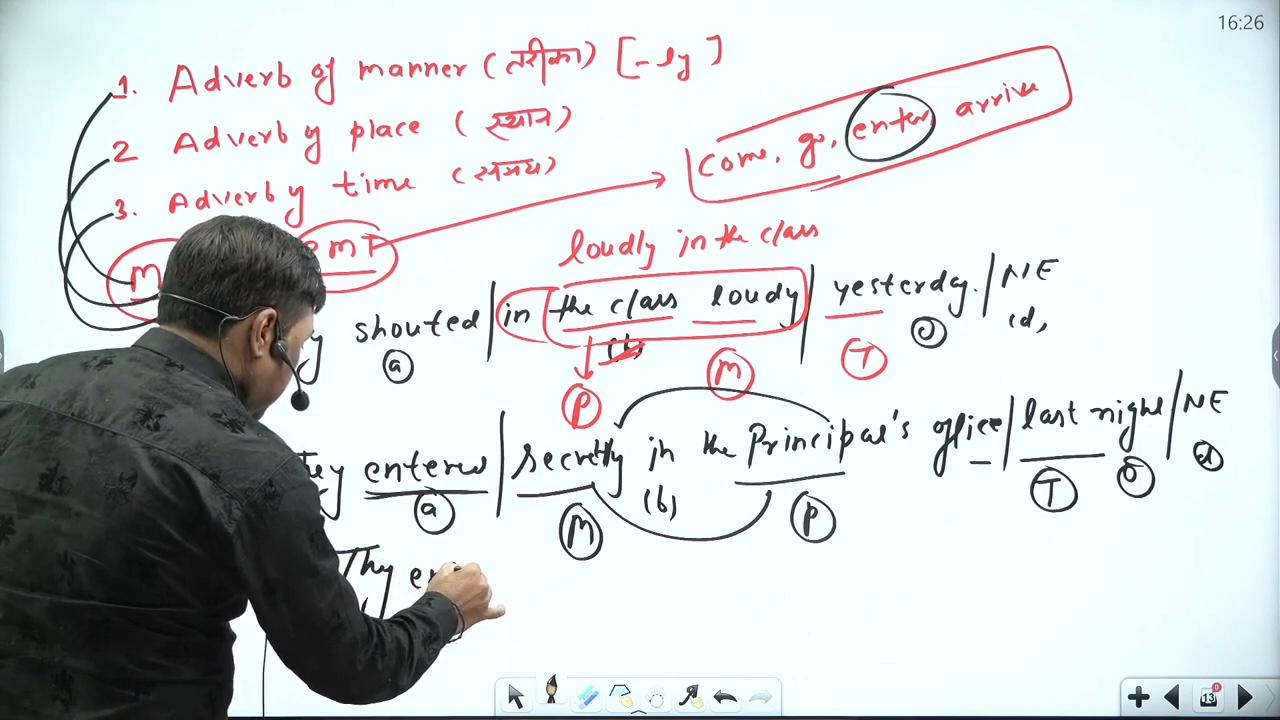 16:26
1. Adverb of manner (तरीका) [-ly]
2 Adverb of place (स्थान)
3. Adverb of time (समय)
Come, go, enter, arrive
M
loudly in the class
shouted | in the class loudy | yesterday. | NE
(a) (b) (c) (d)
P M T
entered | secretly in the Principal's office | last night | NE
(a) (b) (c) (d)
M P T
They
13